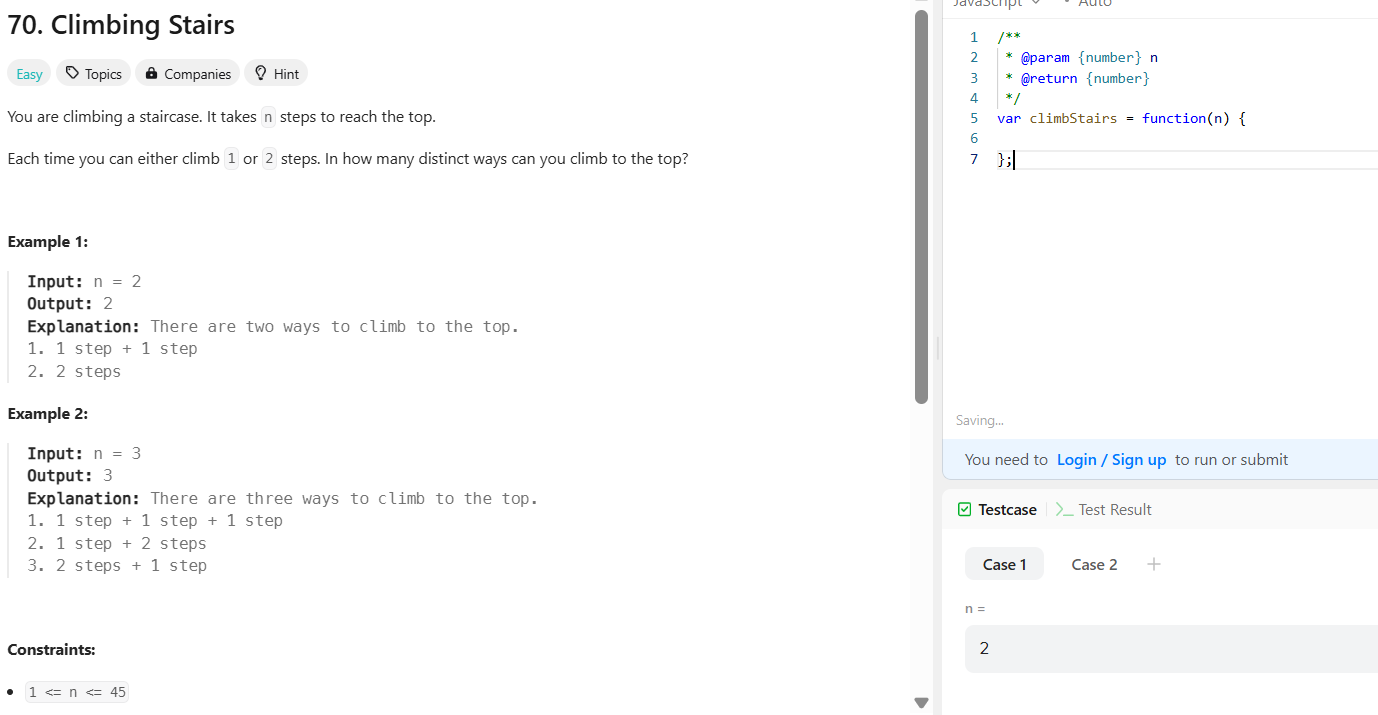 70. Climbing Stairs
Easy Topics Companies Hint
You are climbing a staircase. It takes n steps to reach the top.
Each time you can either climb 1 or 2 steps. In how many distinct ways can you climb to the top?
Example 1:
Input: n = 2
Output: 2
Explanation: There are two ways to climb to the top.
1. 1 step + 1 step
2. 2 steps
Example 2:
Input: n = 3
Output: 3
Explanation: There are three ways to climb to the top.
1. 1 step + 1 step + 1 step
2. 1 step + 2 steps
3. 2 steps + 1 step
Constraints:
• 1 <= n <= 45
JavaScript • Auto
1 /**
2 * @param {number} n
3 * @return {number}
4 */
5 var climbStairs = function(n) {
6
7 };
Saving...
You need to Login / Sign up to run or submit
Testcase >_ Test Result
Case 1 Case 2 +
n =
2